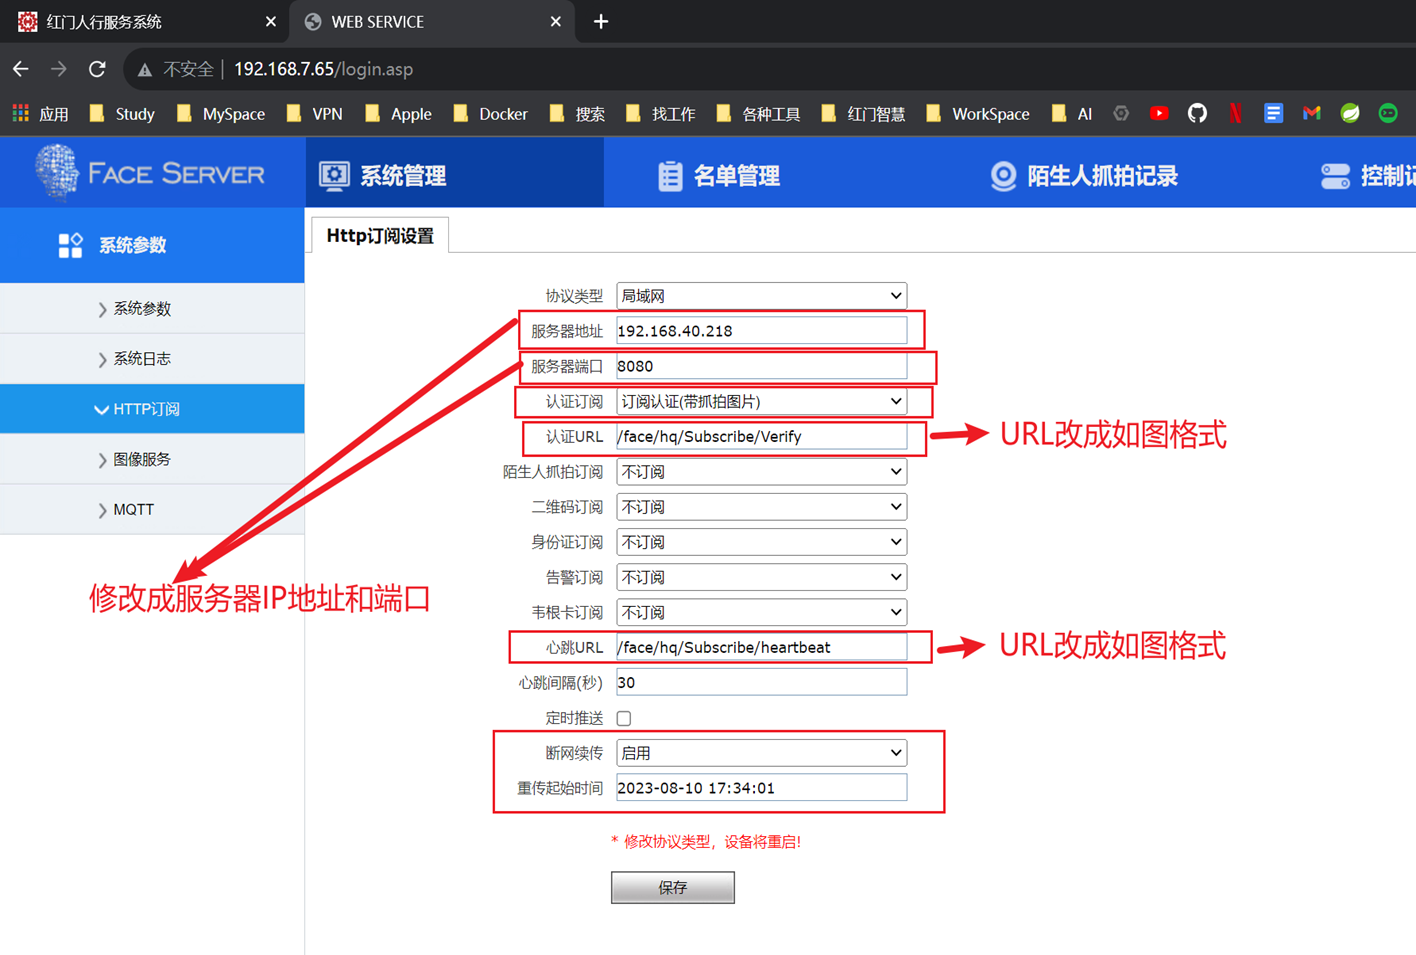 红门人行服务系统
WEB SERVICE
不安全 | 192.168.7.65/login.asp
应用 Study MySpace VPN Apple Docker 搜索 找工作 各种工具 红门智慧 WorkSpace AI
FACE SERVER
系统管理
名单管理
陌生人抓拍记录
控制记
系统参数
系统参数
系统日志
HTTP订阅
图像服务
MQTT
Http订阅设置
协议类型 局域网
服务器地址 192.168.40.218
服务器端口 8080
认证订阅 订阅认证(带抓拍图片)
认证URL /face/hq/Subscribe/Verify
URL改成如图格式
陌生人抓拍订阅 不订阅
二维码订阅 不订阅
身份证订阅 不订阅
告警订阅 不订阅
修改成服务器IP地址和端口
韦根卡订阅 不订阅
心跳URL /face/hq/Subscribe/heartbeat
URL改成如图格式
心跳间隔(秒) 30
定时推送
断网续传 启用
重传起始时间 2023-08-10 17:34:01
* 修改协议类型，设备将重启!
保存